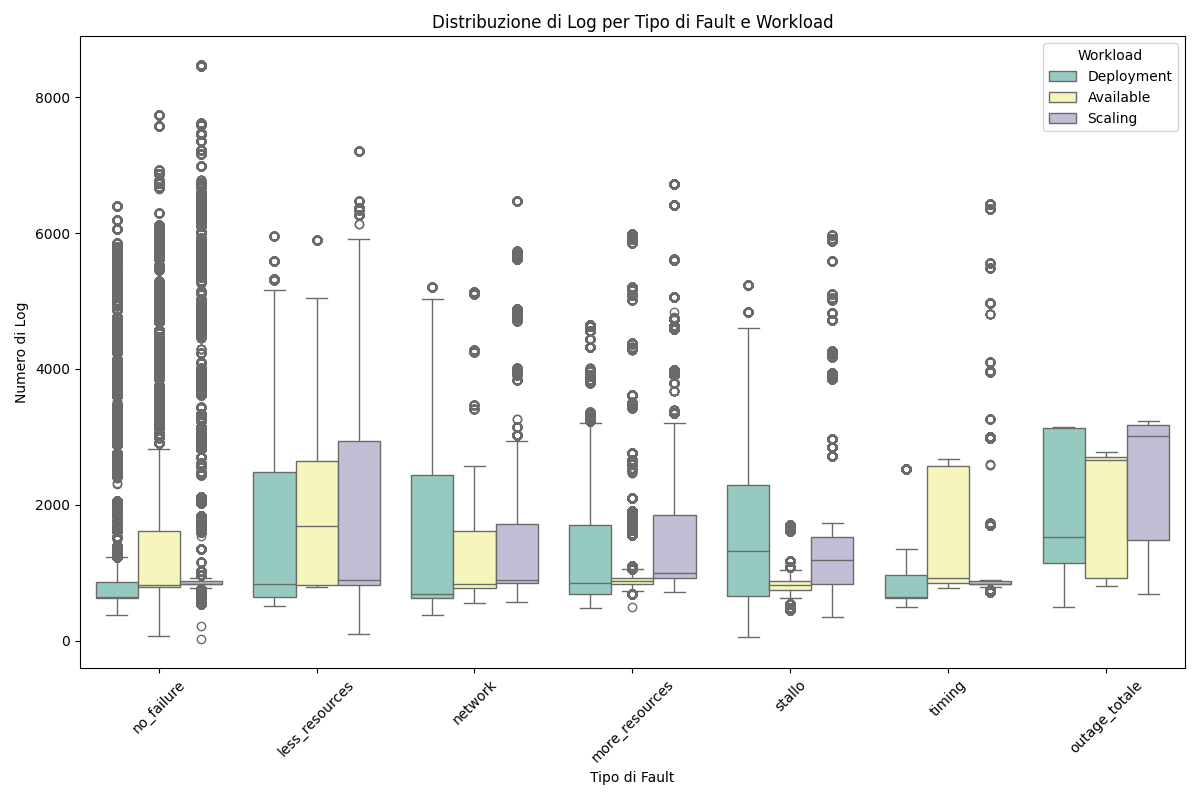 Distribuzione di Log per Tipo di Fault e Workload
Workload
Deployment
Available
Scaling
Numero di Log
8000
6000
4000
2000
0
no_failure
less_resources
network
more_resources
stallo
timing
outage_totale
Tipo di Fault